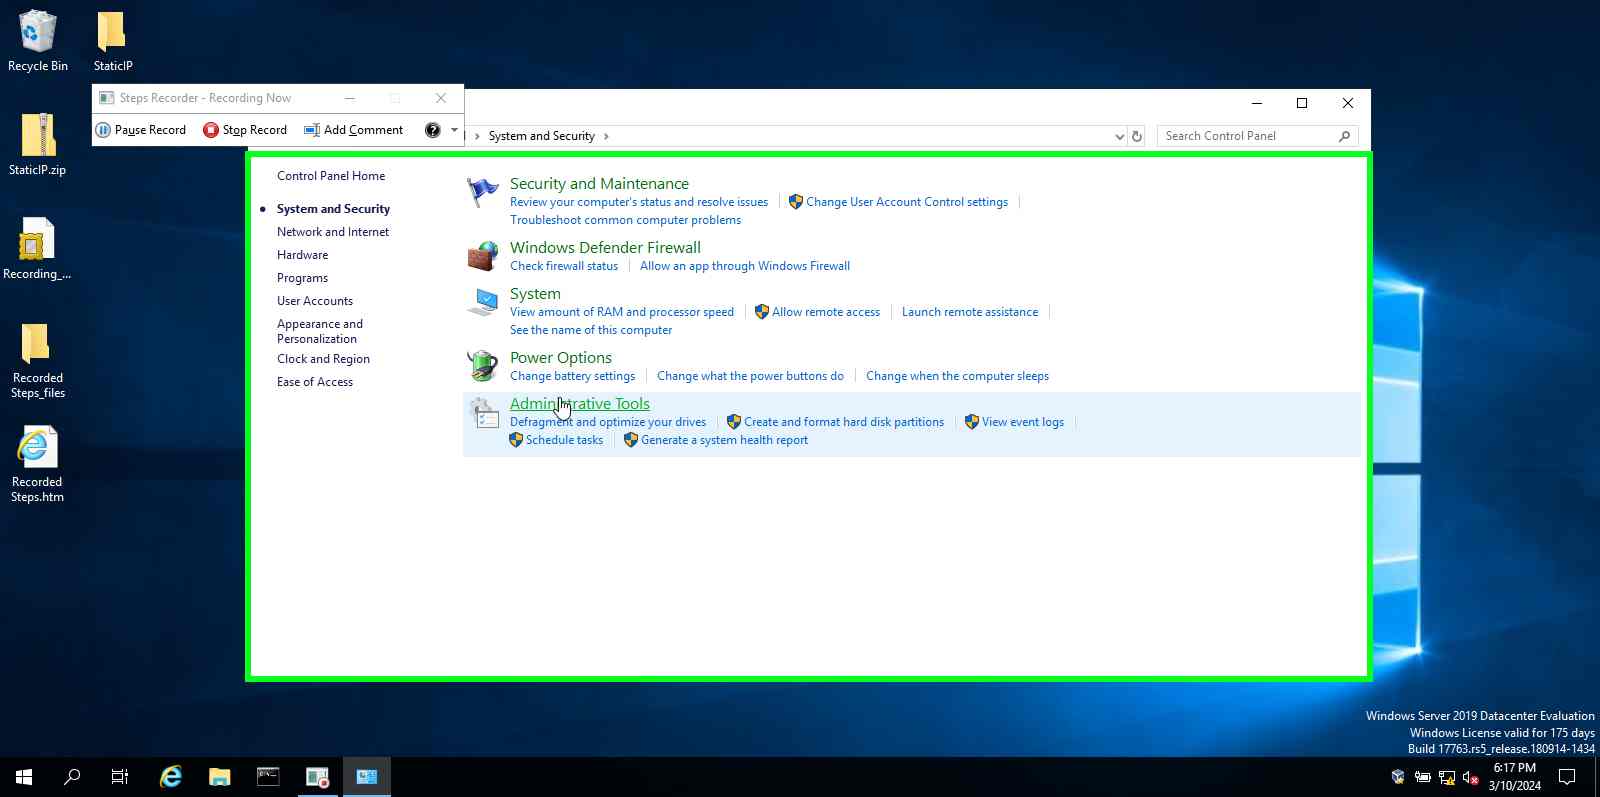 Recycle Bin
StaticIP
StaticIP.zip
Recording_...
Recorded
Steps_files
Recorded
Steps.htm
Steps Recorder - Recording Now
Pause Record
Stop Record
Add Comment
System and Security
Search Control Panel
Control Panel Home
System and Security
Network and Internet
Hardware
Programs
User Accounts
Appearance and
Personalization
Clock and Region
Ease of Access
Security and Maintenance
Review your computer's status and resolve issues
Change User Account Control settings
Troubleshoot common computer problems
Windows Defender Firewall
Check firewall status
Allow an app through Windows Firewall
System
View amount of RAM and processor speed
Allow remote access
Launch remote assistance
See the name of this computer
Power Options
Change battery settings
Change what the power buttons do
Change when the computer sleeps
Administrative Tools
Defragment and optimize your drives
Create and format hard disk partitions
View event logs
Schedule tasks
Generate a system health report
Windows Server 2019 Datacenter Evaluation
Windows License valid for 175 days
Build 17763.rs5_release.180914-1434
6:17 PM
3/10/2024